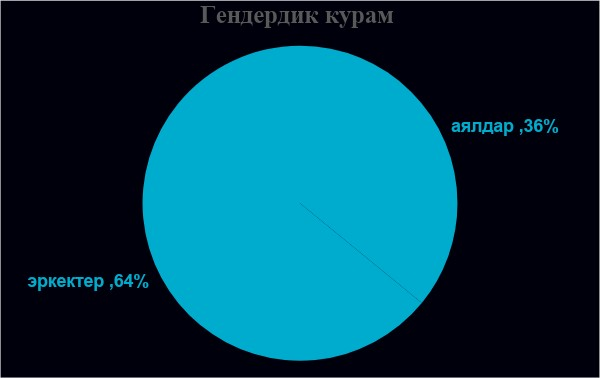 Гендердик курам
аялдар ,36%
эркектер ,64%